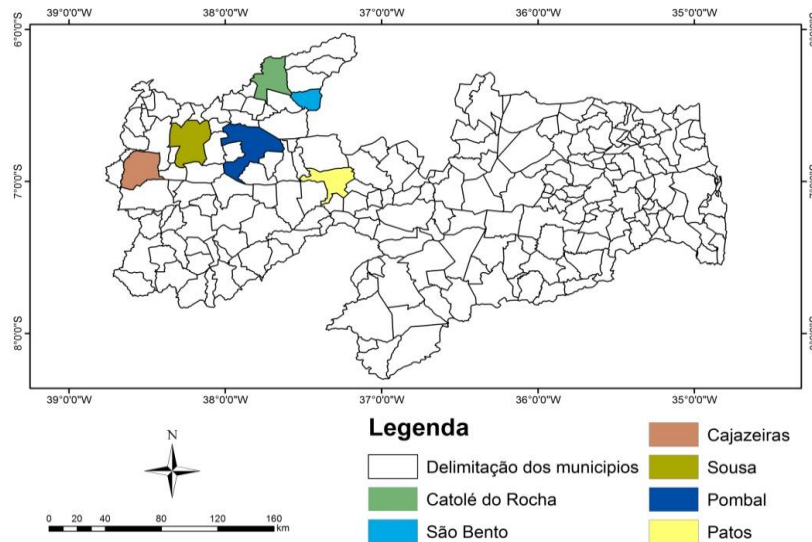 39°0'0"W 38°0'0"W 37°0'0"W 36°0'0"W 35°0'0"W
6°0'0"S
7°0'0"S
8°0'0"S
39°0'0"W 38°0'0"W 37°0'0"W 36°0'0"W 35°0'0"W
Legenda
Delimitação dos municipios
Catolé do Rocha
São Bento
Cajazeiras
Sousa
Pombal
Patos
N
0 10 20 40 80 120 160
km